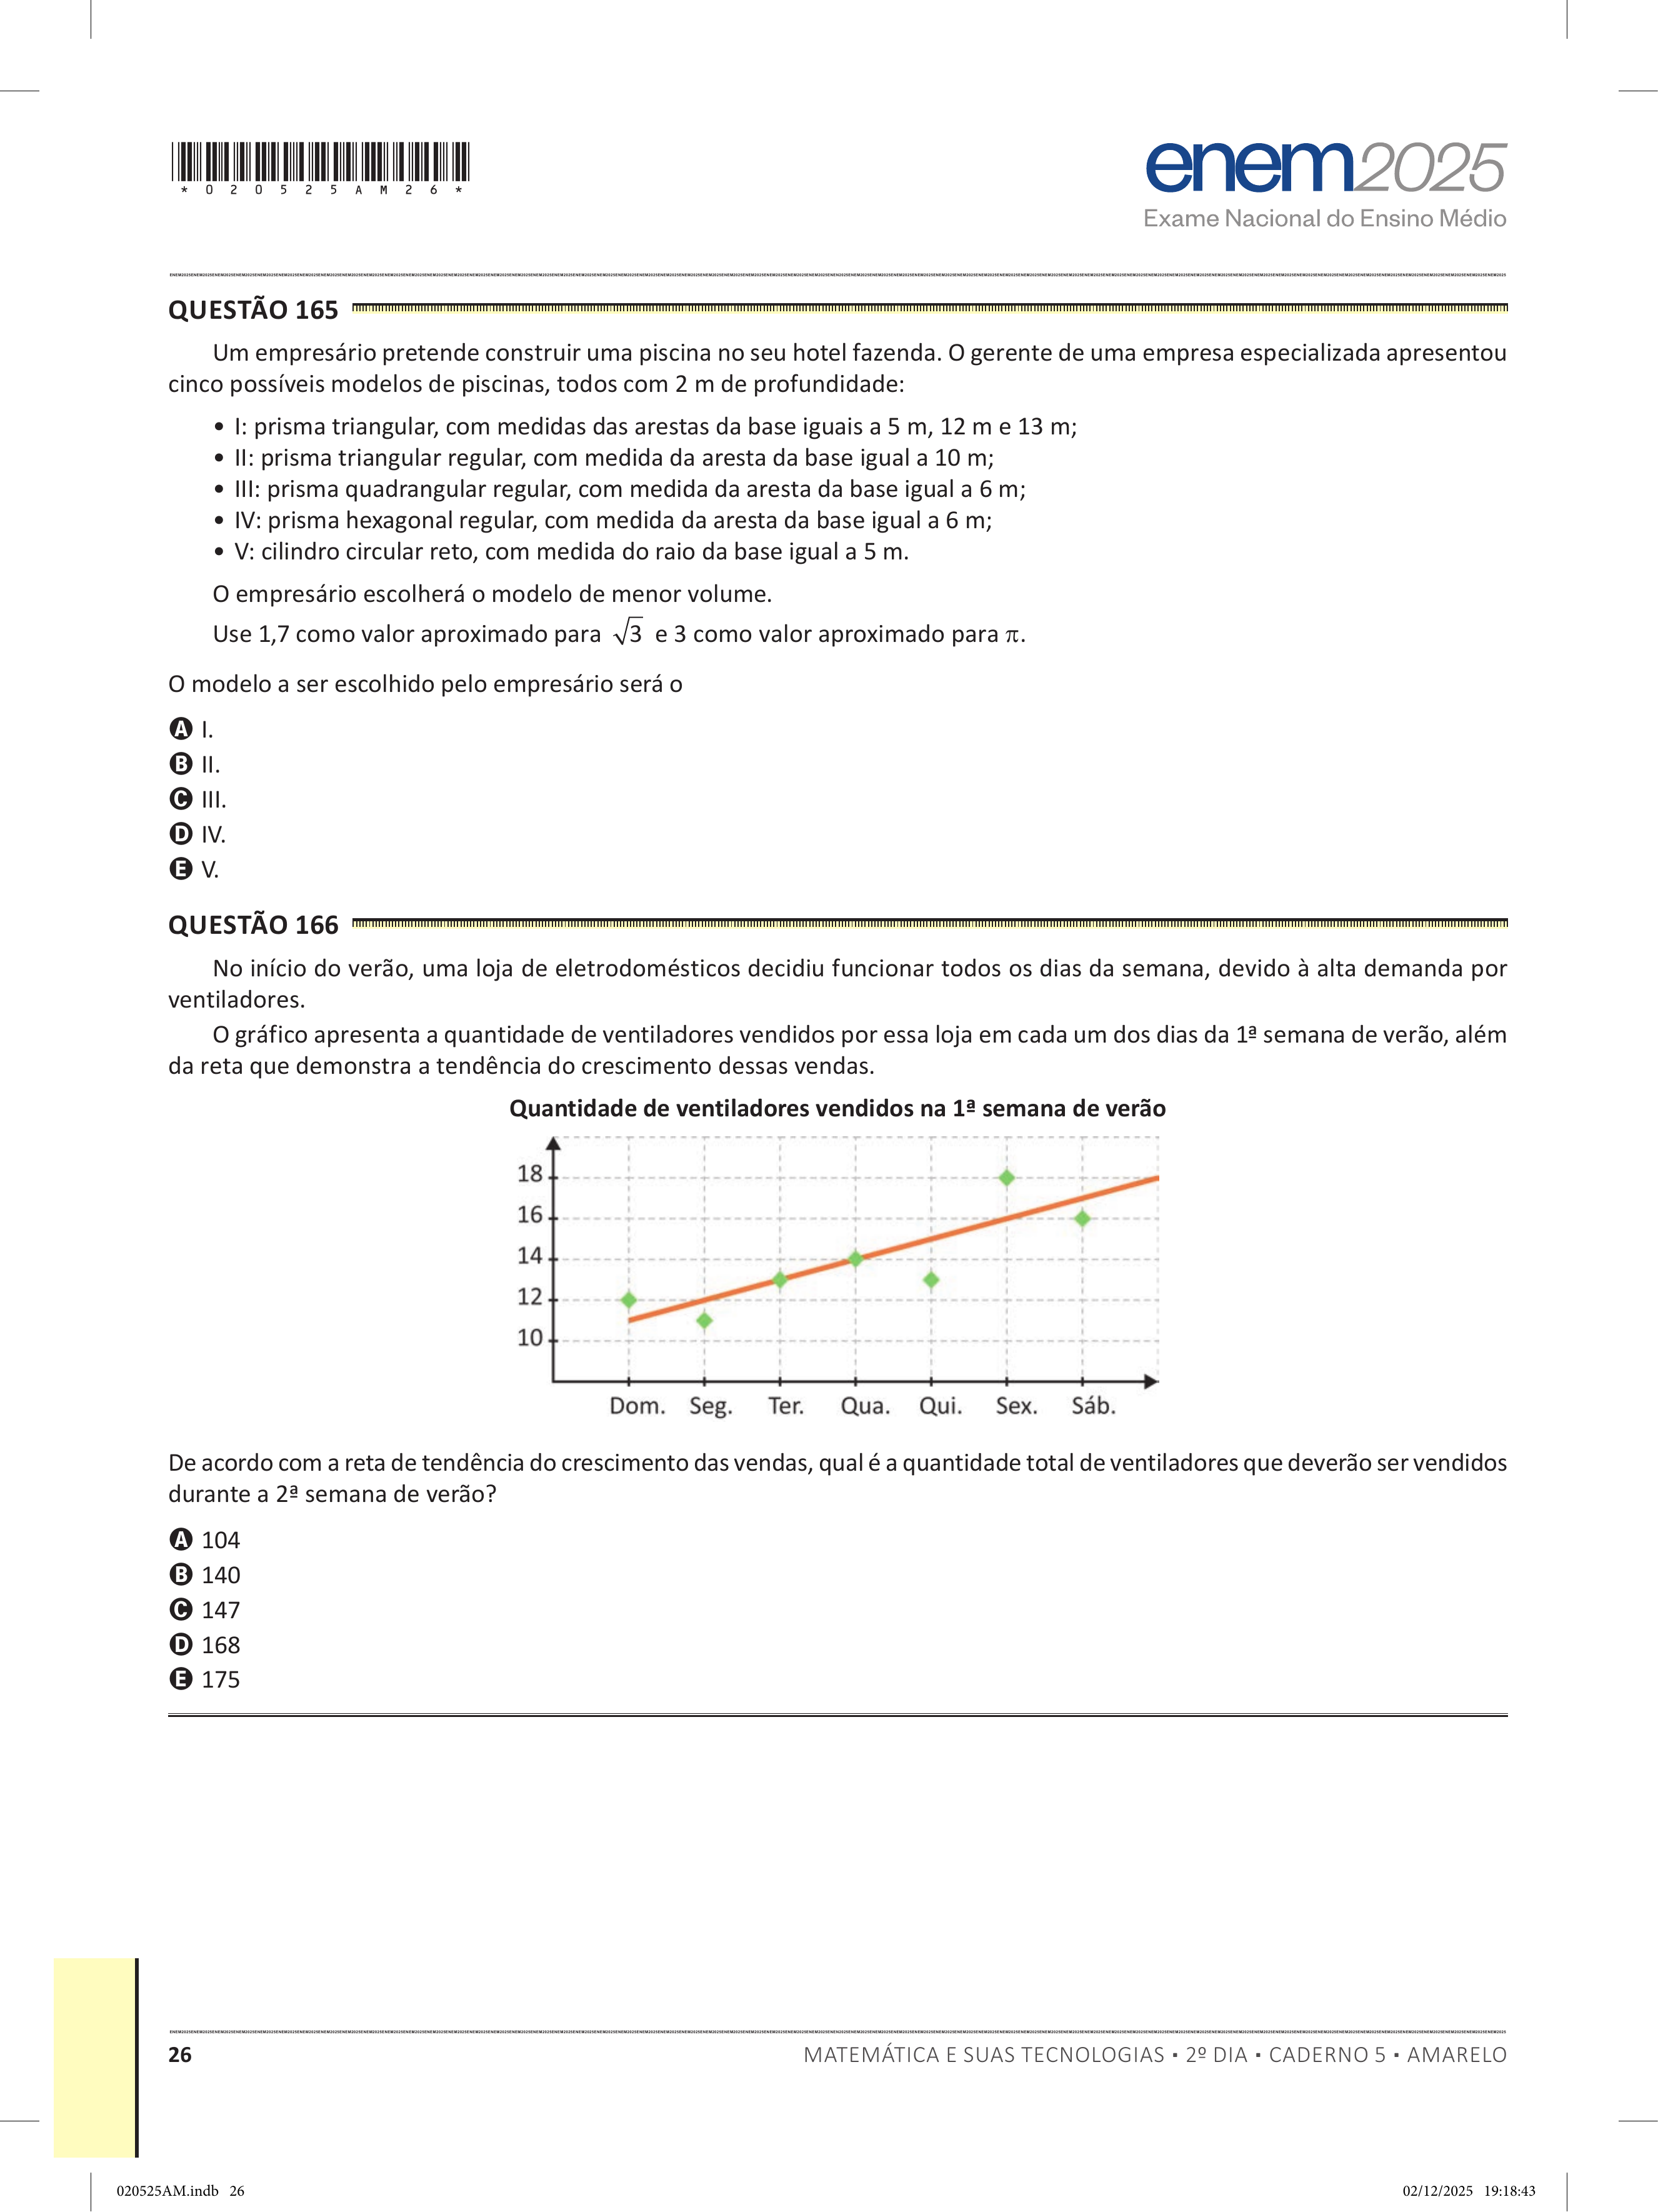 *020525AM26*
enem2025
Exame Nacional do Ensino Médio
QUESTÃO 165
Um empresário pretende construir uma piscina no seu hotel fazenda. O gerente de uma empresa especializada apresentou
cinco possíveis modelos de piscinas, todos com 2 m de profundidade:
• I: prisma triangular, com medidas das arestas da base iguais a 5 m, 12 m e 13 m;
• II: prisma triangular regular, com medida da aresta da base igual a 10 m;
• III: prisma quadrangular regular, com medida da aresta da base igual a 6 m;
• IV: prisma hexagonal regular, com medida da aresta da base igual a 6 m;
• V: cilindro circular reto, com medida do raio da base igual a 5 m.
O empresário escolherá o modelo de menor volume.
Use 1,7 como valor aproximado para √3 e 3 como valor aproximado para π.
O modelo a ser escolhido pelo empresário será o
A I.
B II.
C III.
D IV.
E V.
QUESTÃO 166
No início do verão, uma loja de eletrodomésticos decidiu funcionar todos os dias da semana, devido à alta demanda por
ventiladores.
O gráfico apresenta a quantidade de ventiladores vendidos por essa loja em cada um dos dias da 1ª semana de verão, além
da reta que demonstra a tendência do crescimento dessas vendas.
Quantidade de ventiladores vendidos na 1ª semana de verão
18
16
14
12
10
Dom. Seg. Ter. Qua. Qui. Sex. Sáb.
De acordo com a reta de tendência do crescimento das vendas, qual é a quantidade total de ventiladores que deverão ser vendidos
durante a 2ª semana de verão?
A 104
B 140
C 147
D 168
E 175
26
MATEMÁTICA E SUAS TECNOLOGIAS ▪ 2º DIA ▪ CADERNO 5 ▪ AMARELO
020525AM.indb 26
02/12/2025 19:18:43